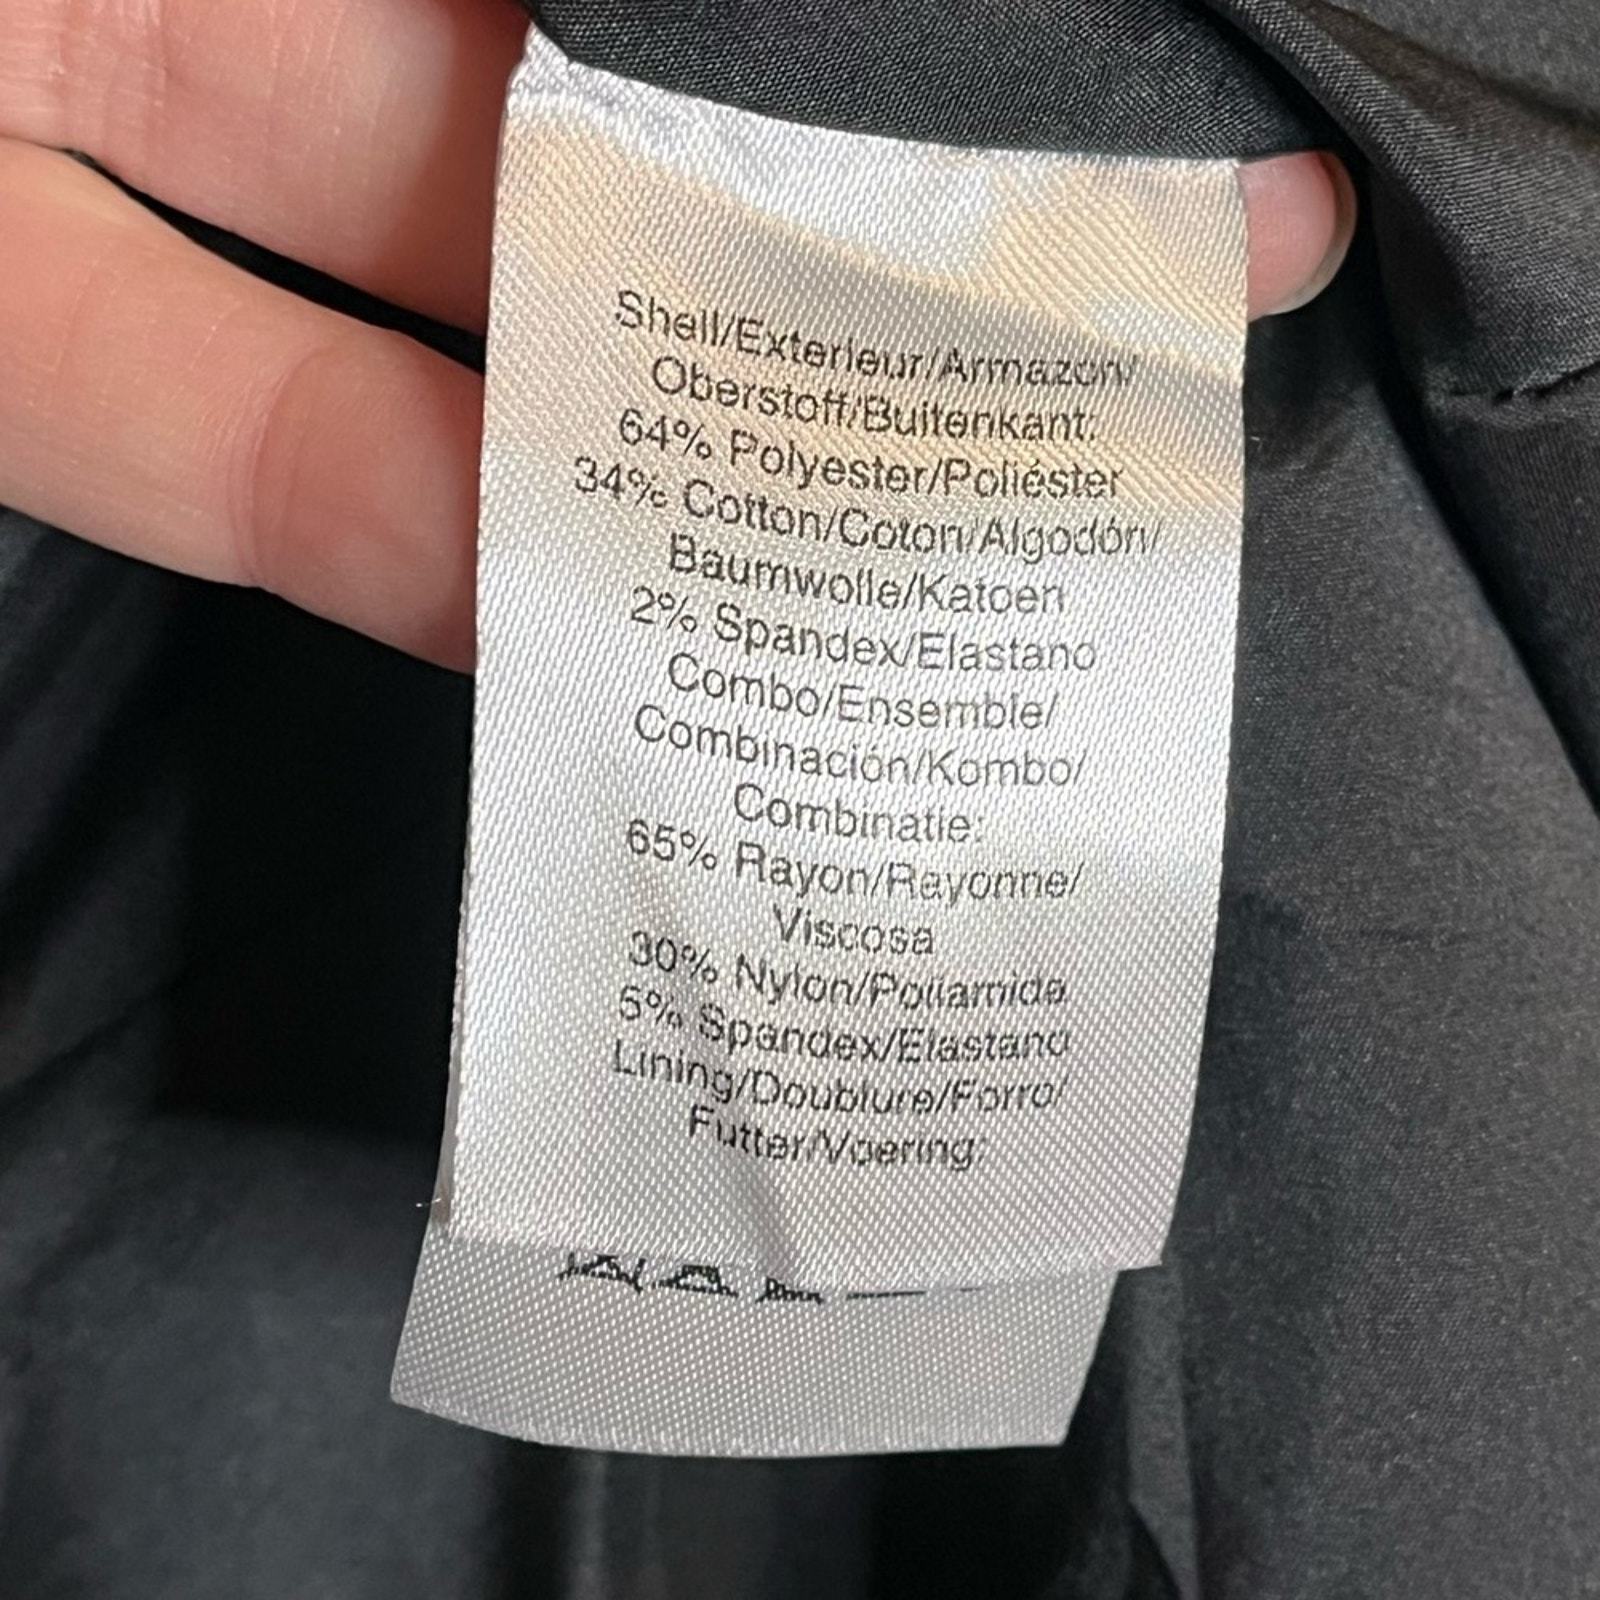 Shell/Exterieur/Armazon/
Oberstoff/Buitenkant:
64% Polyester/Poliéster
34% Cotton/Coton/Algodón/
Baumwolle/Katoen
2% Spandex/Elastano
Combo/Ensemble/
Combinación/Kombo/
Combinatie:
65% Rayon/Rayonne/
Viscosa
30% Nylon/Poliamida
5% Spandex/Elastano
Lining/Doublure/Forro/
Futter/Voering: